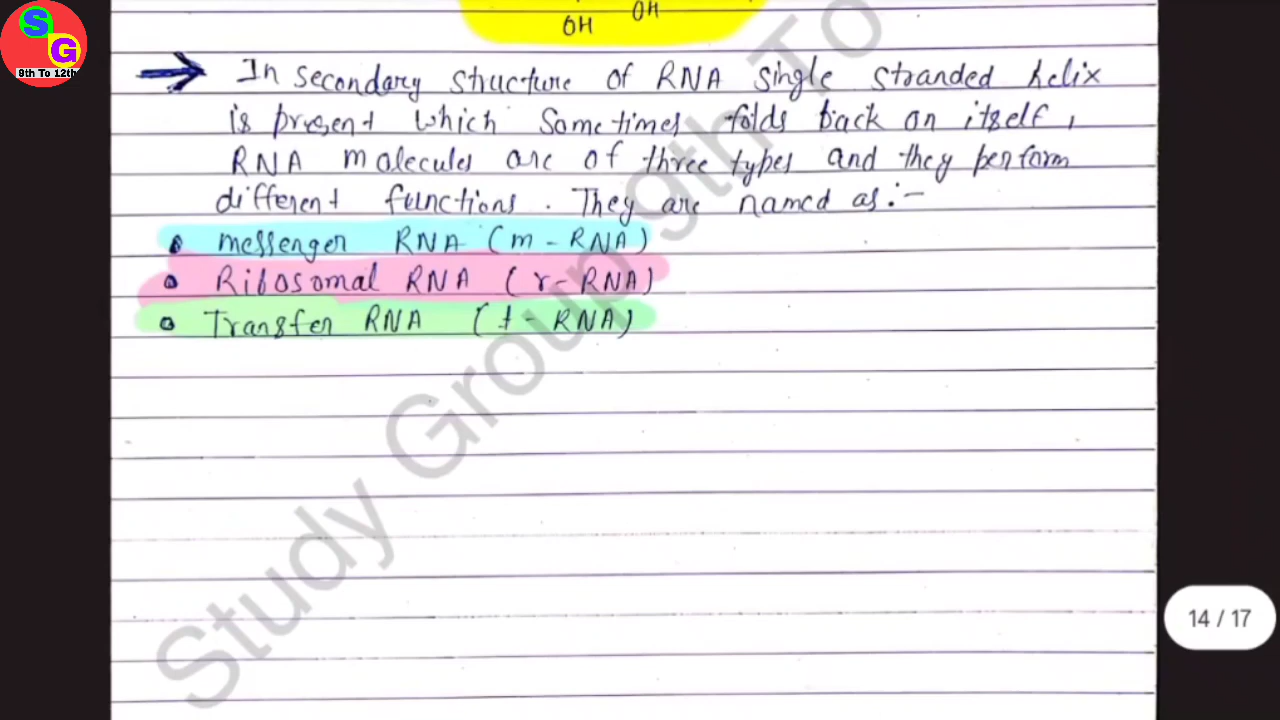 S
G
9th To 12th
OH OH
In secondary structure of RNA single stranded helix
is present which Sometimes folds back on itself,
RNA molecules are of three types and they perform
different functions. They are named as:-
• messenger RNA (m-RNA)
• Ribosomal RNA (r-RNA)
• Transfer RNA (t-RNA)
Study Group 9th To
14 / 17